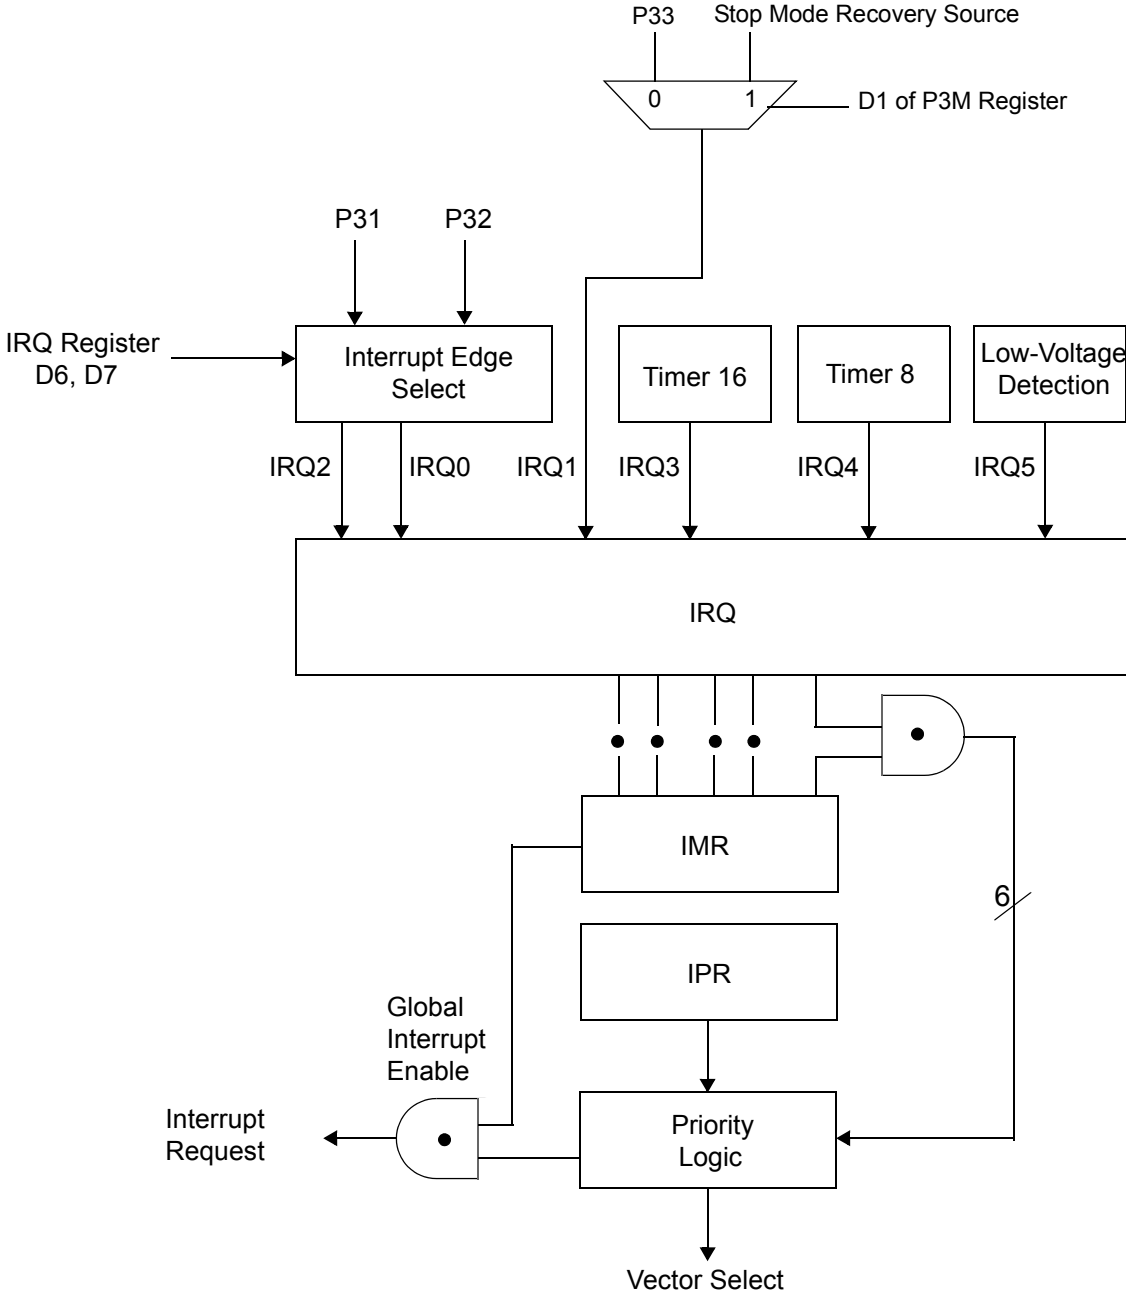 P33
Stop Mode Recovery Source
0
1
D1 of P3M Register
P31
P32
IRQ Register
D6, D7
Interrupt Edge
Select
Timer 16
Timer 8
Low-Voltage
Detection
IRQ2
IRQ0
IRQ1
IRQ3
IRQ4
IRQ5
IRQ
IMR
6
IPR
Global
Interrupt
Enable
Interrupt
Request
Priority
Logic
Vector Select